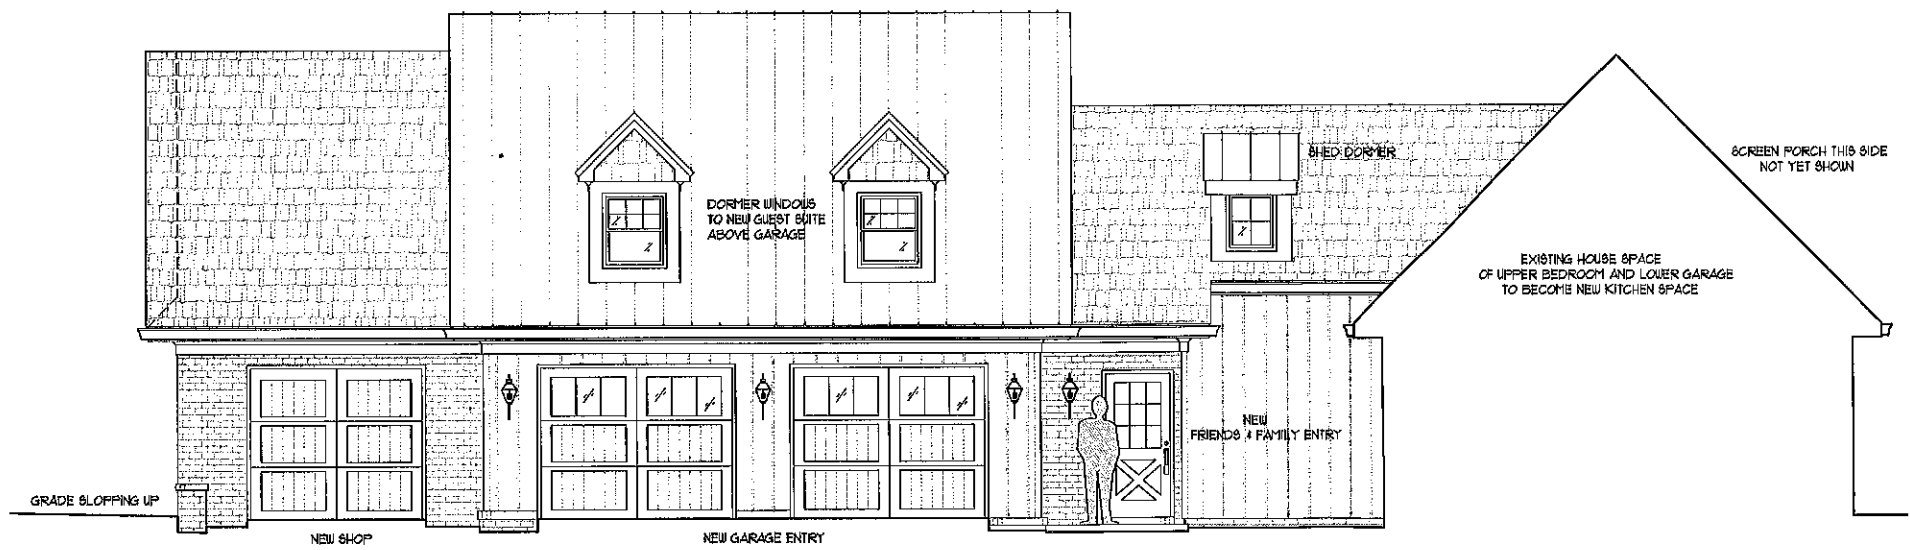 DORMER WINDOWS
TO NEW GUEST SUITE
ABOVE GARAGE
SHED DORMER
SCREEN PORCH THIS SIDE
NOT YET SHOWN
EXISTING HOUSE SPACE
OF UPPER BEDROOM AND LOWER GARAGE
TO BECOME NEW KITCHEN SPACE
NEW
FRIENDS & FAMILY ENTRY
GRADE SLOPPING UP
NEW SHOP
NEW GARAGE ENTRY